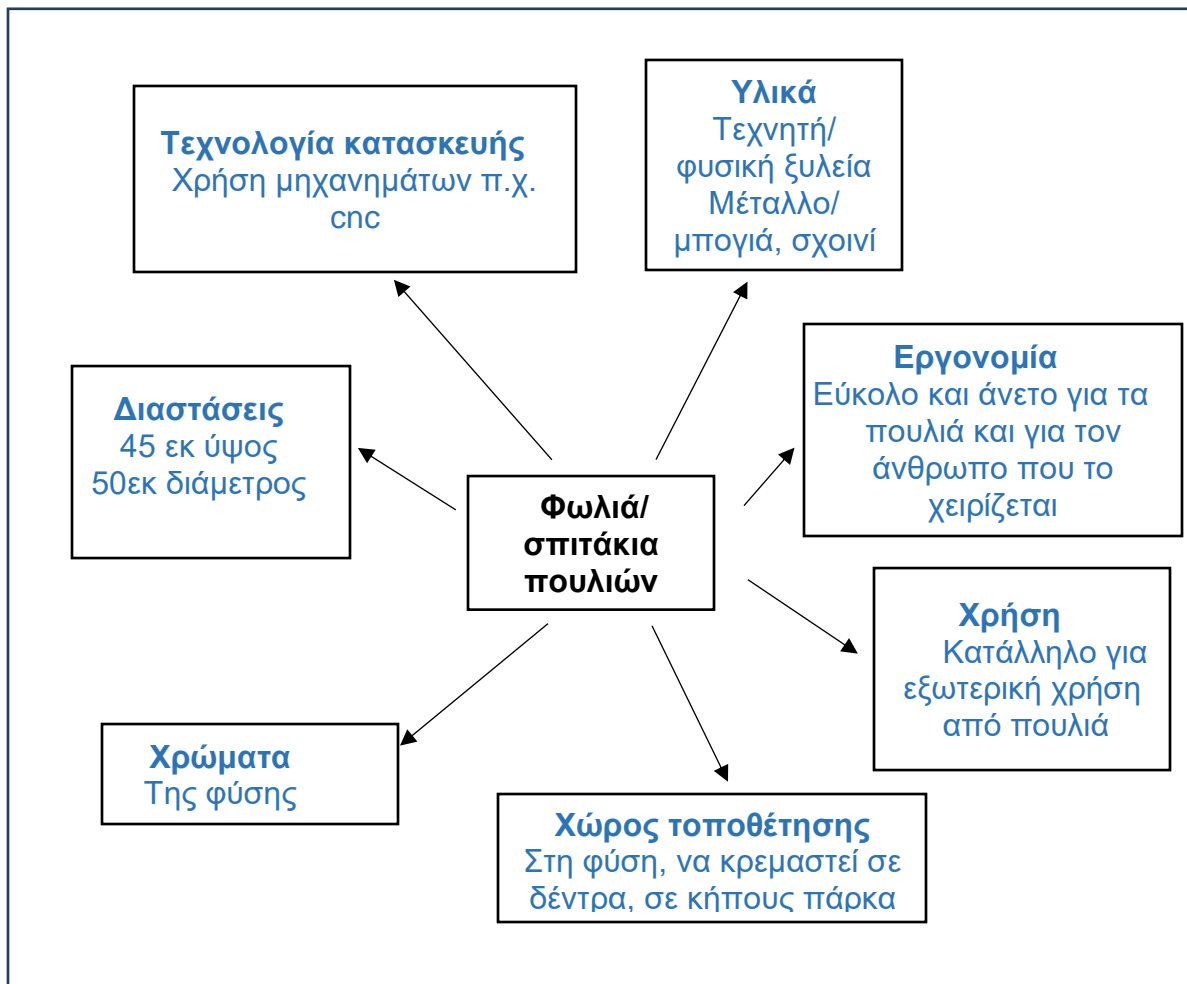 Τεχνολογία κατασκευής
Χρήση μηχανημάτων π.χ.
cnc
Υλικά
Τεχνητή/
φυσική ξυλεία
Μέταλλο/
μπογιά, σχοινί
Διαστάσεις
45 εκ ύψος
50εκ διάμετρος
Εργονομία
Εύκολο και άνετο για τα
πουλιά και για τον
άνθρωπο που το
χειρίζεται
Φωλιά/
σπιτάκια
πουλιών
Χρήση
Κατάλληλο για
εξωτερική χρήση
από πουλιά
Χρώματα
Της φύσης
Χώρος τοποθέτησης
Στη φύση, να κρεμαστεί σε
δέντρα, σε κήπους πάρκα